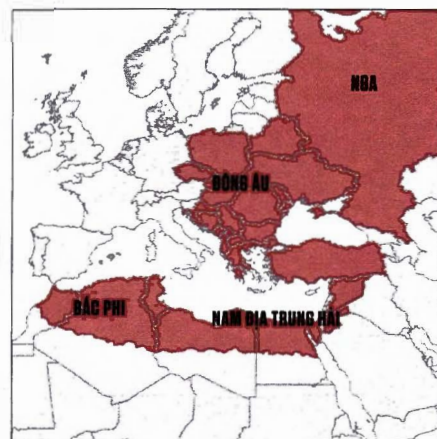 NGA
ĐÔNG ÂU
BẮC PHI
NAM ĐỊA TRUNG HẢI